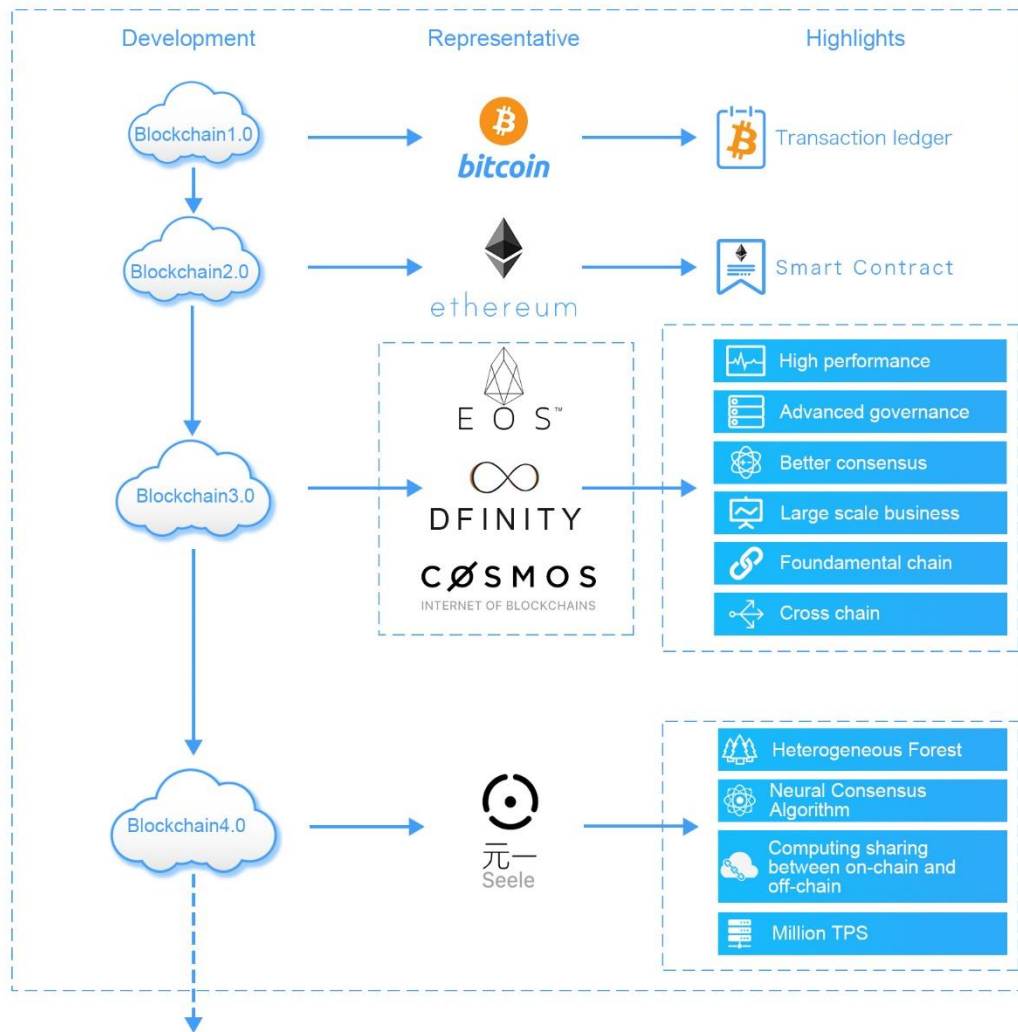 Development
Representative
Highlights
Blockchain1.0
bitcoin
Transaction ledger
Blockchain2.0
ethereum
Smart Contract
Blockchain3.0
EOS™
DFINITY
CØSMOS
INTERNET OF BLOCKCHAINS
High performance
Advanced governance
Better consensus
Large scale business
Foundamental chain
Cross chain
Blockchain4.0
元一
Seele
Heterogeneous Forest
Neural Consensus
Algorithm
Computing sharing
between on-chain and
off-chain
Million TPS